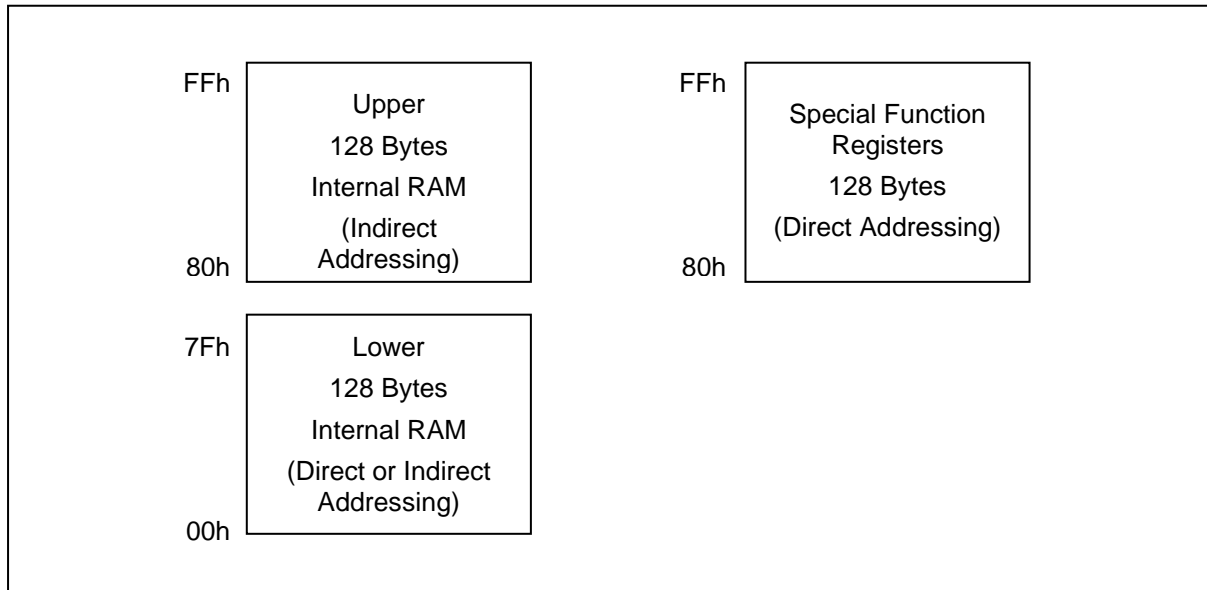 FFh
Upper
128 Bytes
Internal RAM
(Indirect
Addressing)
80h
7Fh
Lower
128 Bytes
Internal RAM
(Direct or Indirect
Addressing)
00h
FFh
Special Function
Registers
128 Bytes
(Direct Addressing)
80h